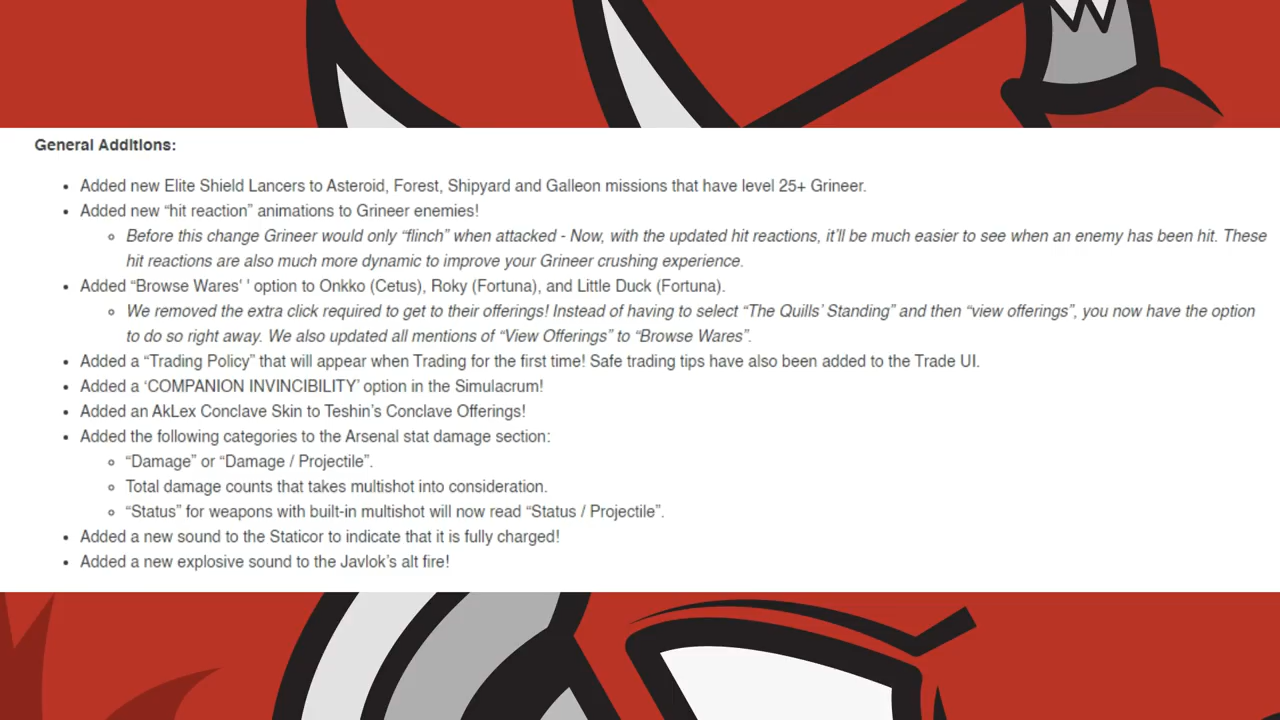 General Additions:
• Added new Elite Shield Lancers to Asteroid, Forest, Shipyard and Galleon missions that have level 25+ Grineer.
• Added new “hit reaction” animations to Grineer enemies!
◦ Before this change Grineer would only “flinch” when attacked - Now, with the updated hit reactions, it’ll be much easier to see when an enemy has been hit. These
hit reactions are also much more dynamic to improve your Grineer crushing experience.
• Added “Browse Wares’ ’ option to Onkko (Cetus), Roky (Fortuna), and Little Duck (Fortuna).
◦ We removed the extra click required to get to their offerings! Instead of having to select “The Quills’ Standing” and then “view offerings”, you now have the option
to do so right away. We also updated all mentions of “View Offerings” to “Browse Wares”.
• Added a “Trading Policy” that will appear when Trading for the first time! Safe trading tips have also been added to the Trade UI.
• Added a ‘COMPANION INVINCIBILITY’ option in the Simulacrum!
• Added an AkLex Conclave Skin to Teshin’s Conclave Offerings!
• Added the following categories to the Arsenal stat damage section:
◦ “Damage” or “Damage / Projectile”.
◦ Total damage counts that takes multishot into consideration.
◦ “Status” for weapons with built-in multishot will now read “Status / Projectile”.
• Added a new sound to the Staticor to indicate that it is fully charged!
• Added a new explosive sound to the Javlok’s alt fire!